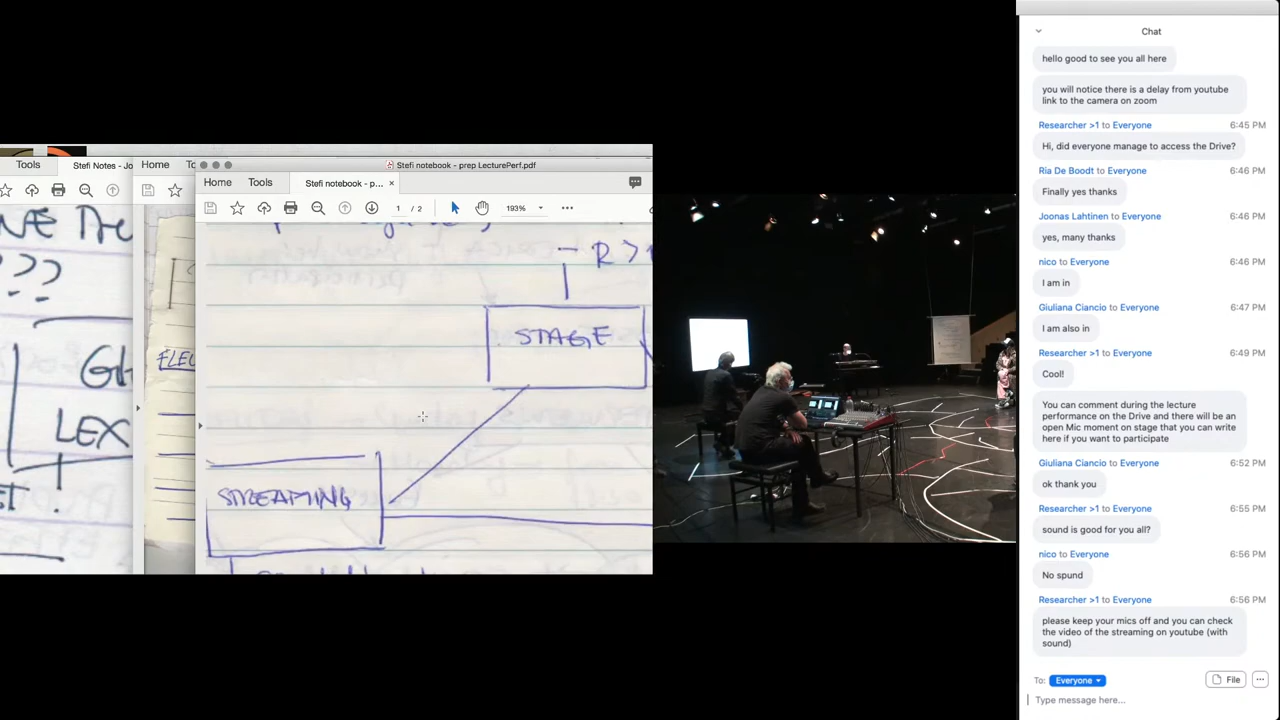 Tools
Stefi Notes - Jo
Home
Stefi notebook - prep LecturePerf.pdf
Home
Tools
Stefi notebook - p... ×
1 / 2
193%
???
GH
LEX
FLEC
R >
STAGE
STREAMING
Chat
hello good to see you all here
you will notice there is a delay from youtube
link to the camera on zoom
Researcher >1 to Everyone 6:45 PM
Hi, did everyone manage to access the Drive?
Ria De Boodt to Everyone 6:46 PM
Finally yes thanks
Joonas Lahtinen to Everyone 6:46 PM
yes, many thanks
nico to Everyone 6:46 PM
I am in
Giuliana Ciancio to Everyone 6:47 PM
I am also in
Researcher >1 to Everyone 6:49 PM
Cool!
You can comment during the lecture
performance on the Drive and there will be an
open Mic moment on stage that you can write
here if you want to participate
Giuliana Ciancio to Everyone 6:52 PM
ok thank you
Researcher >1 to Everyone 6:55 PM
sound is good for you all?
nico to Everyone 6:56 PM
No spund
Researcher >1 to Everyone 6:56 PM
please keep your mics off and you can check
the video of the streaming on youtube (with
sound)
To: Everyone
File
Type message here...